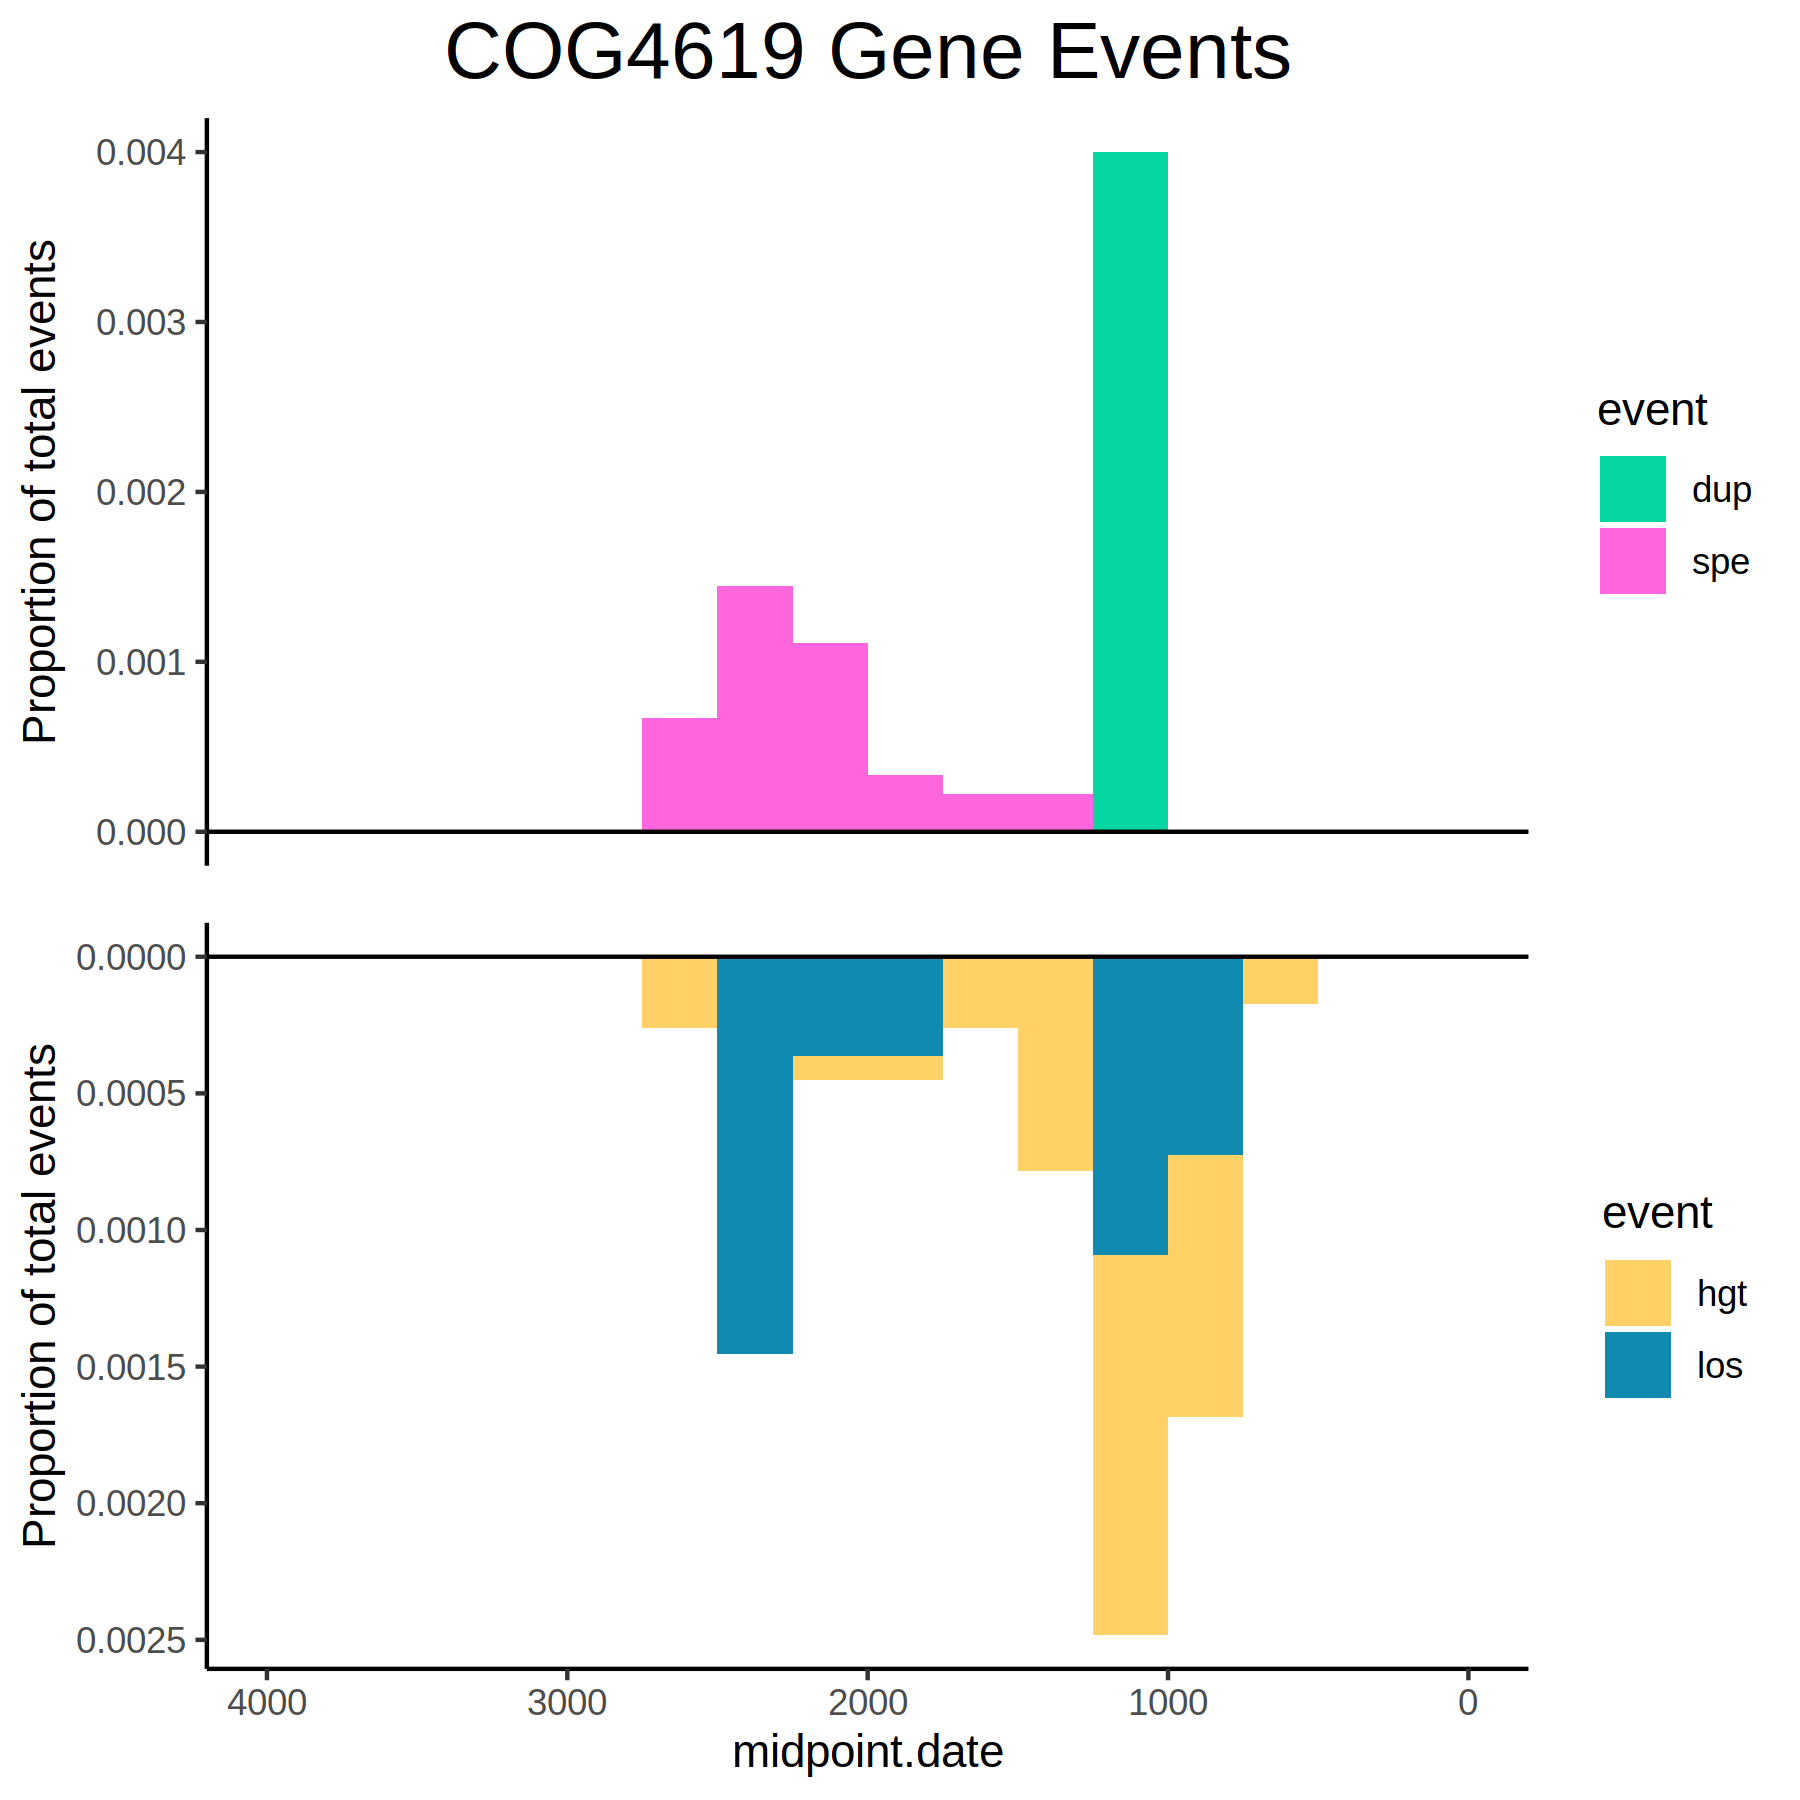 COG4619 Gene Events
Proportion of total events
0.004
0.003
0.002
0.001
0.000
event
dup
spe
Proportion of total events
0.0000
0.0005
0.0010
0.0015
0.0020
0.0025
event
hgt
los
4000 3000 2000 1000 0
midpoint.date